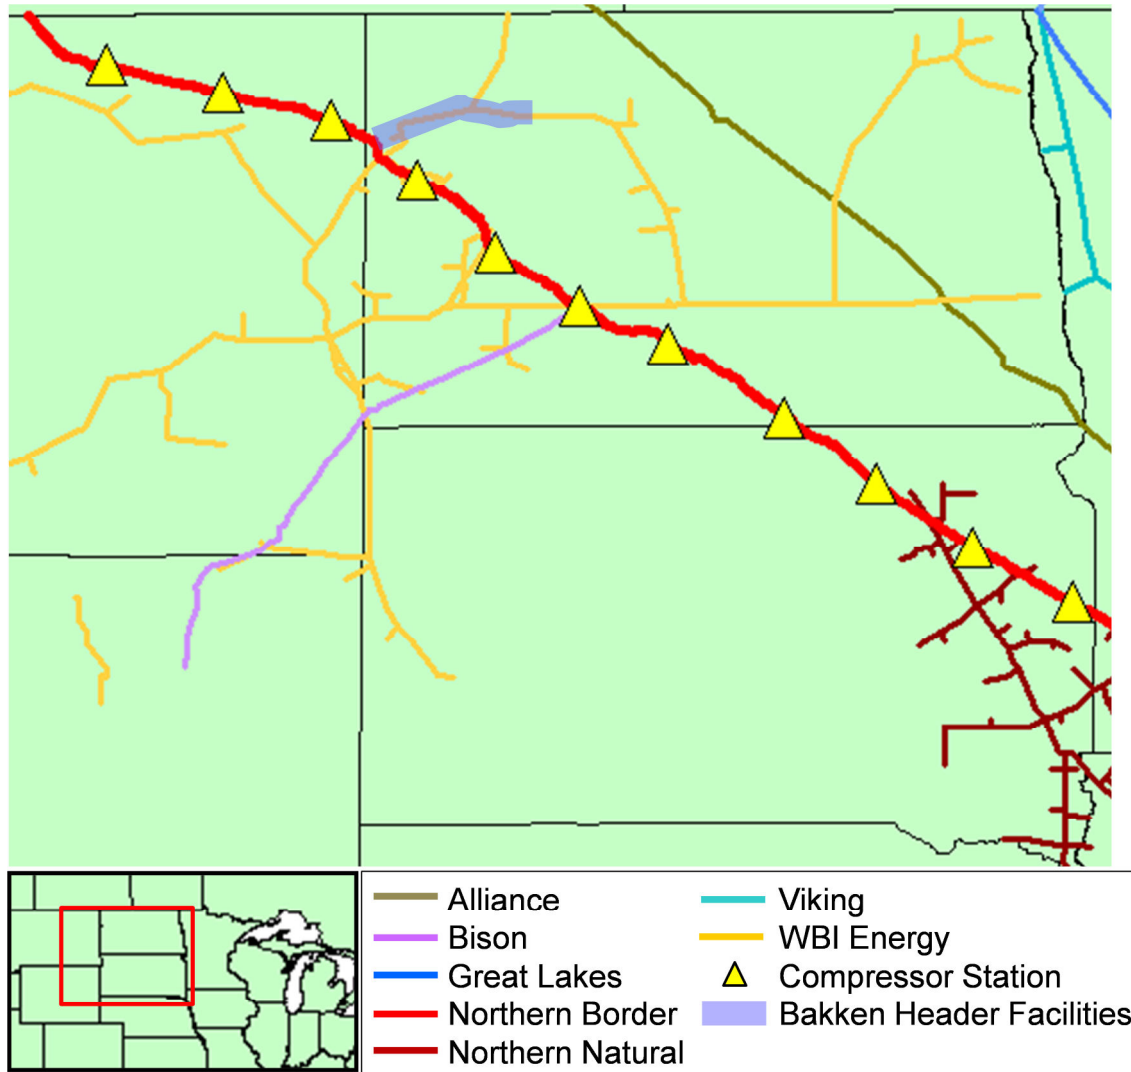 Alliance
Bison
Great Lakes
Northern Border
Northern Natural
Viking
WBI Energy
Compressor Station
Bakken Header Facilities